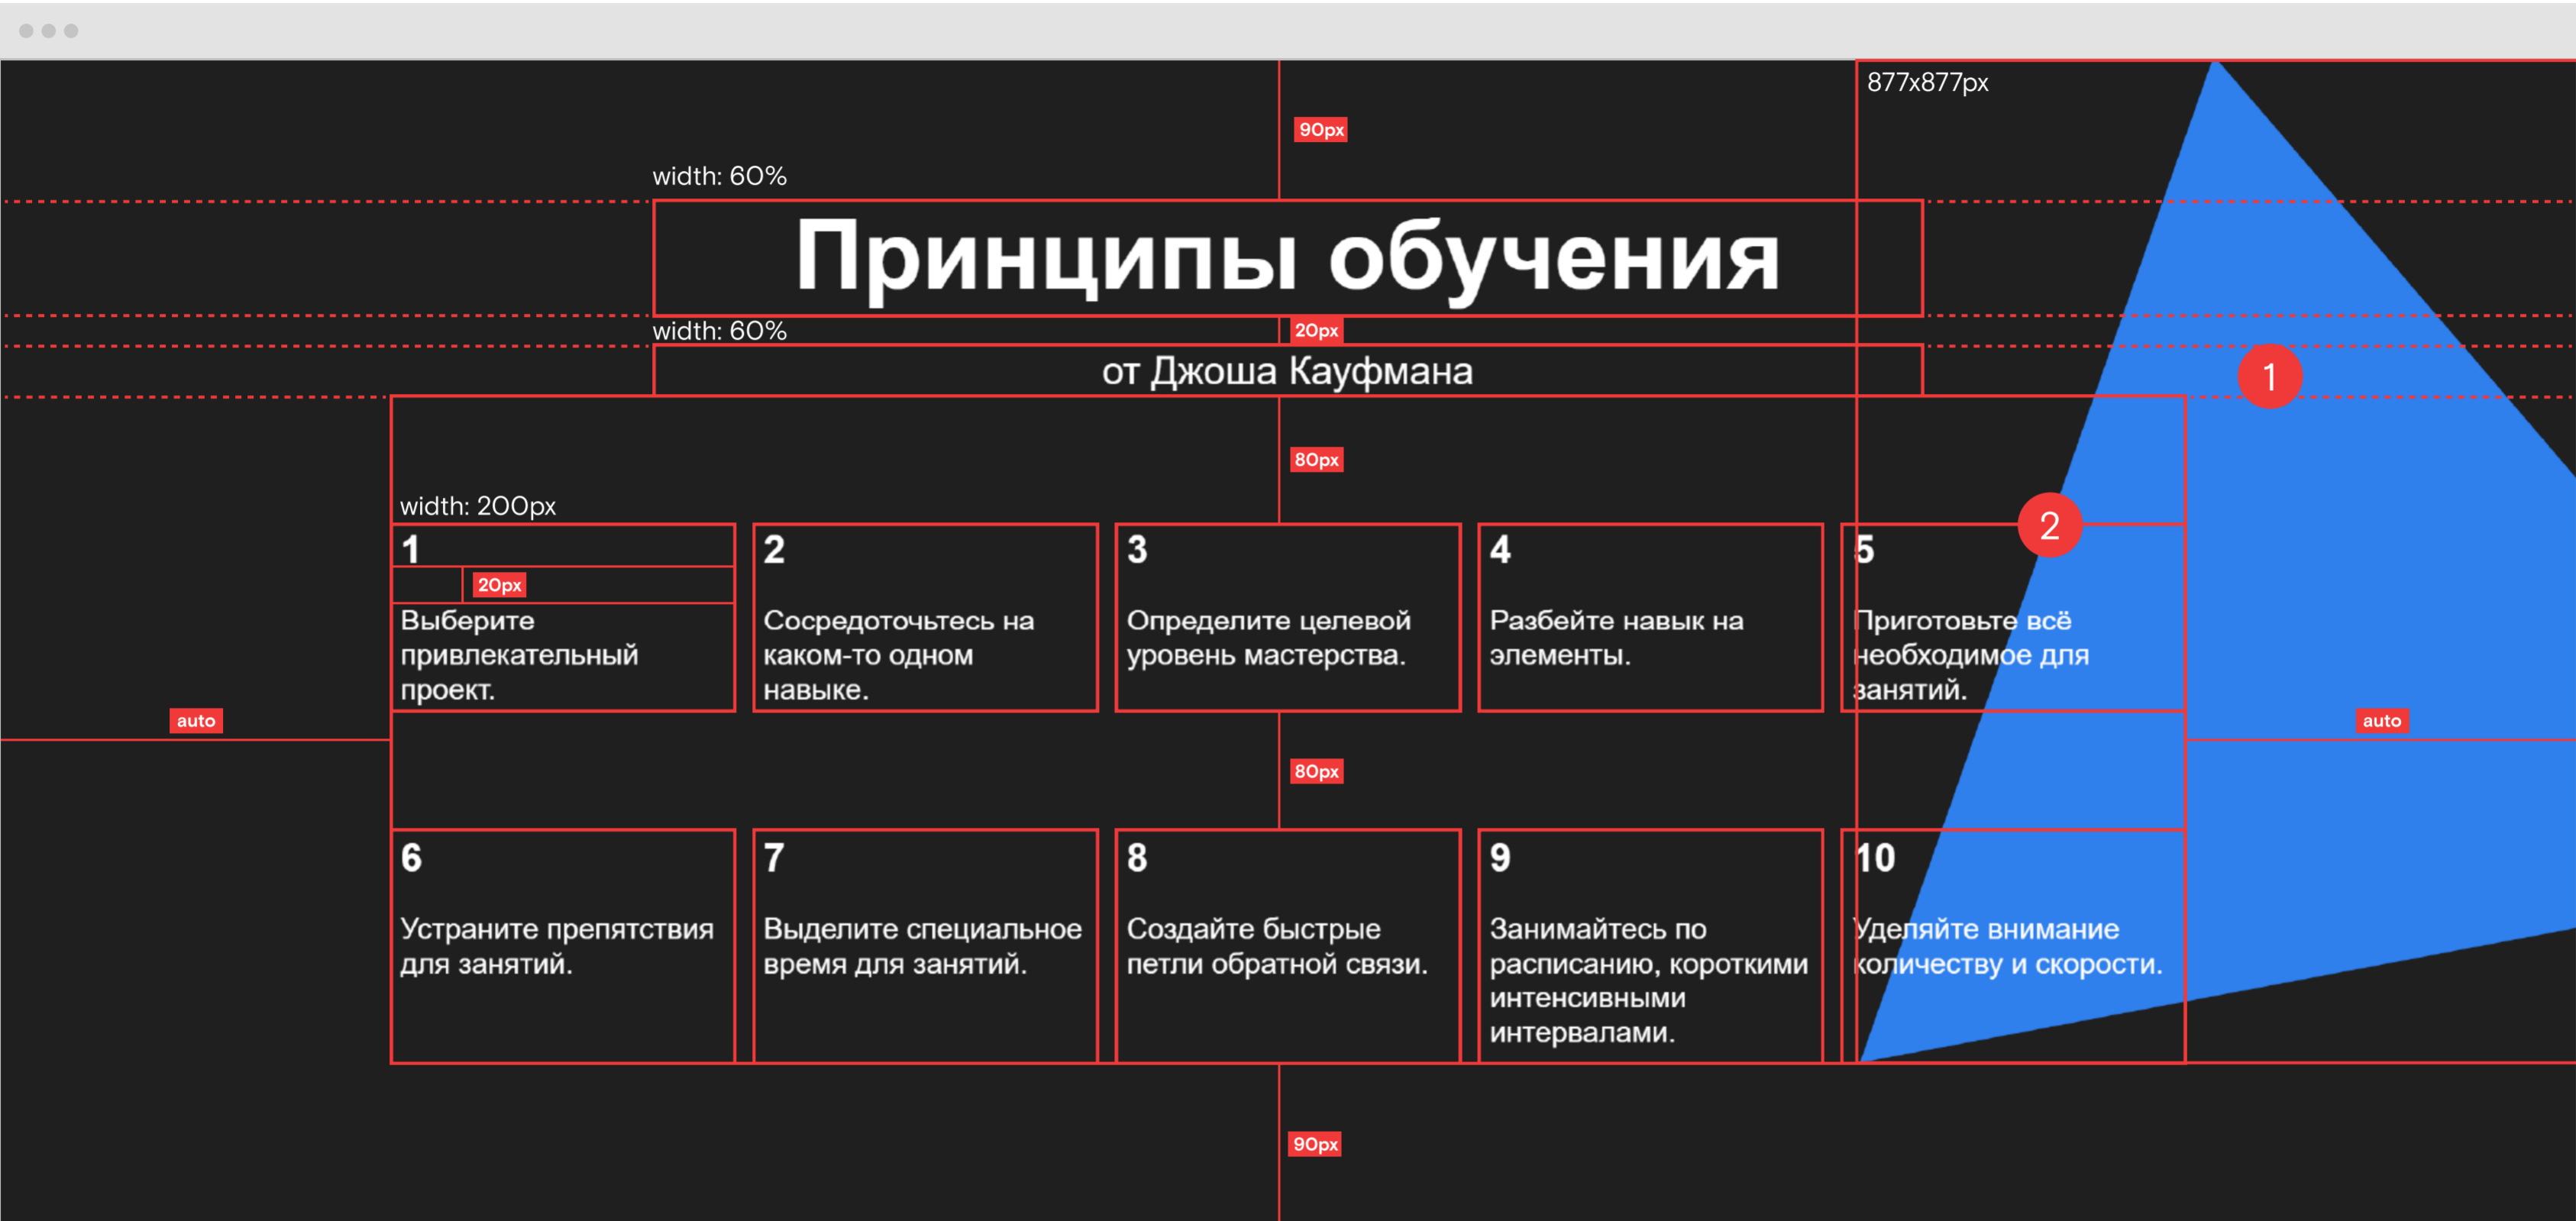 877x877px
90px
width: 60%
Принципы обучения
width: 60%
20px
от Джоша Кауфмана
1
80px
width: 200px
2
1
20px
Выберите
привлекательный
проект.
2
Сосредоточьтесь на
каком-то одном
навыке.
3
Определите целевой
уровень мастерства.
4
Разбейте навык на
элементы.
5
Приготовьте всё
необходимое для
занятий.
auto
auto
80px
6
Устраните препятствия
для занятий.
7
Выделите специальное
время для занятий.
8
Создайте быстрые
петли обратной связи.
9
Занимайтесь по
расписанию, короткими
интенсивными
интервалами.
10
Уделяйте внимание
количеству и скорости.
90px